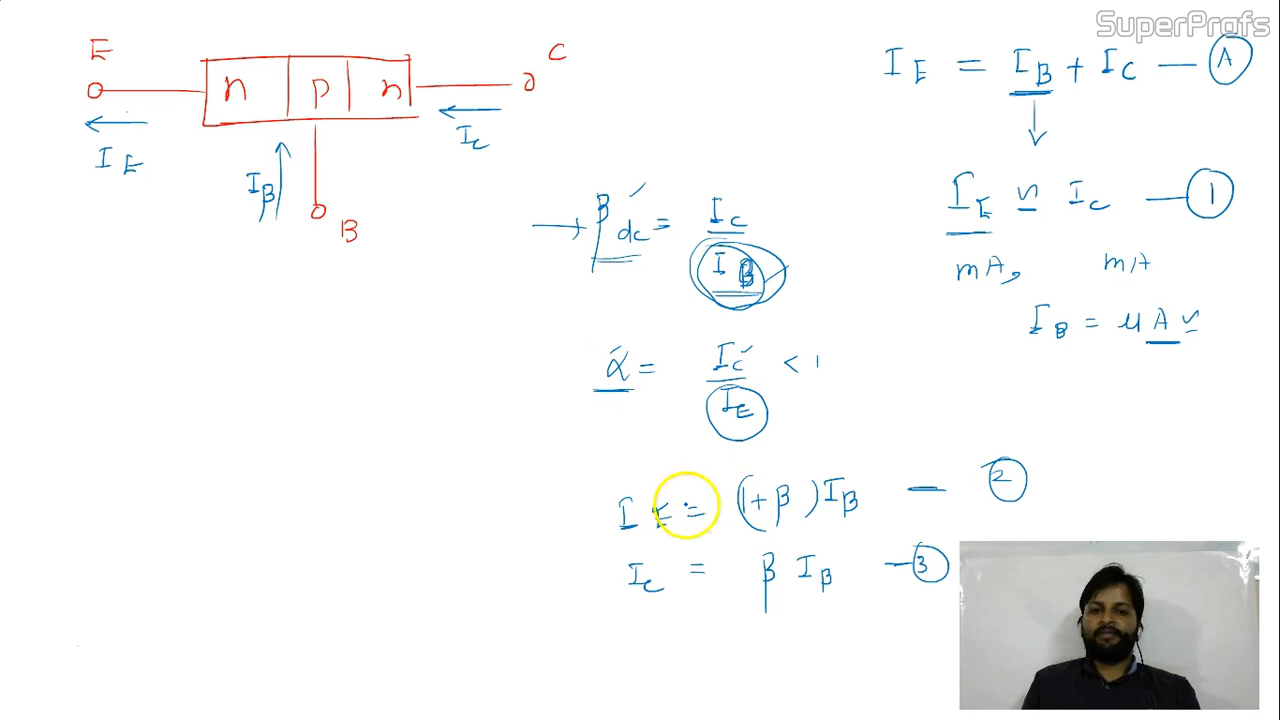 SuperProfs
E
C
n p n
I_E
I_B
I_C
B
I_E = I_B + I_C — (A)
↓
I_E ≃ I_C — (1)
mA, mA
I_B = μA ≃
→ β_dc = I_C / I_B
α = I_C / I_E < 1
I_E = (1+β) I_B — (2)
I_C = β I_B — (3)